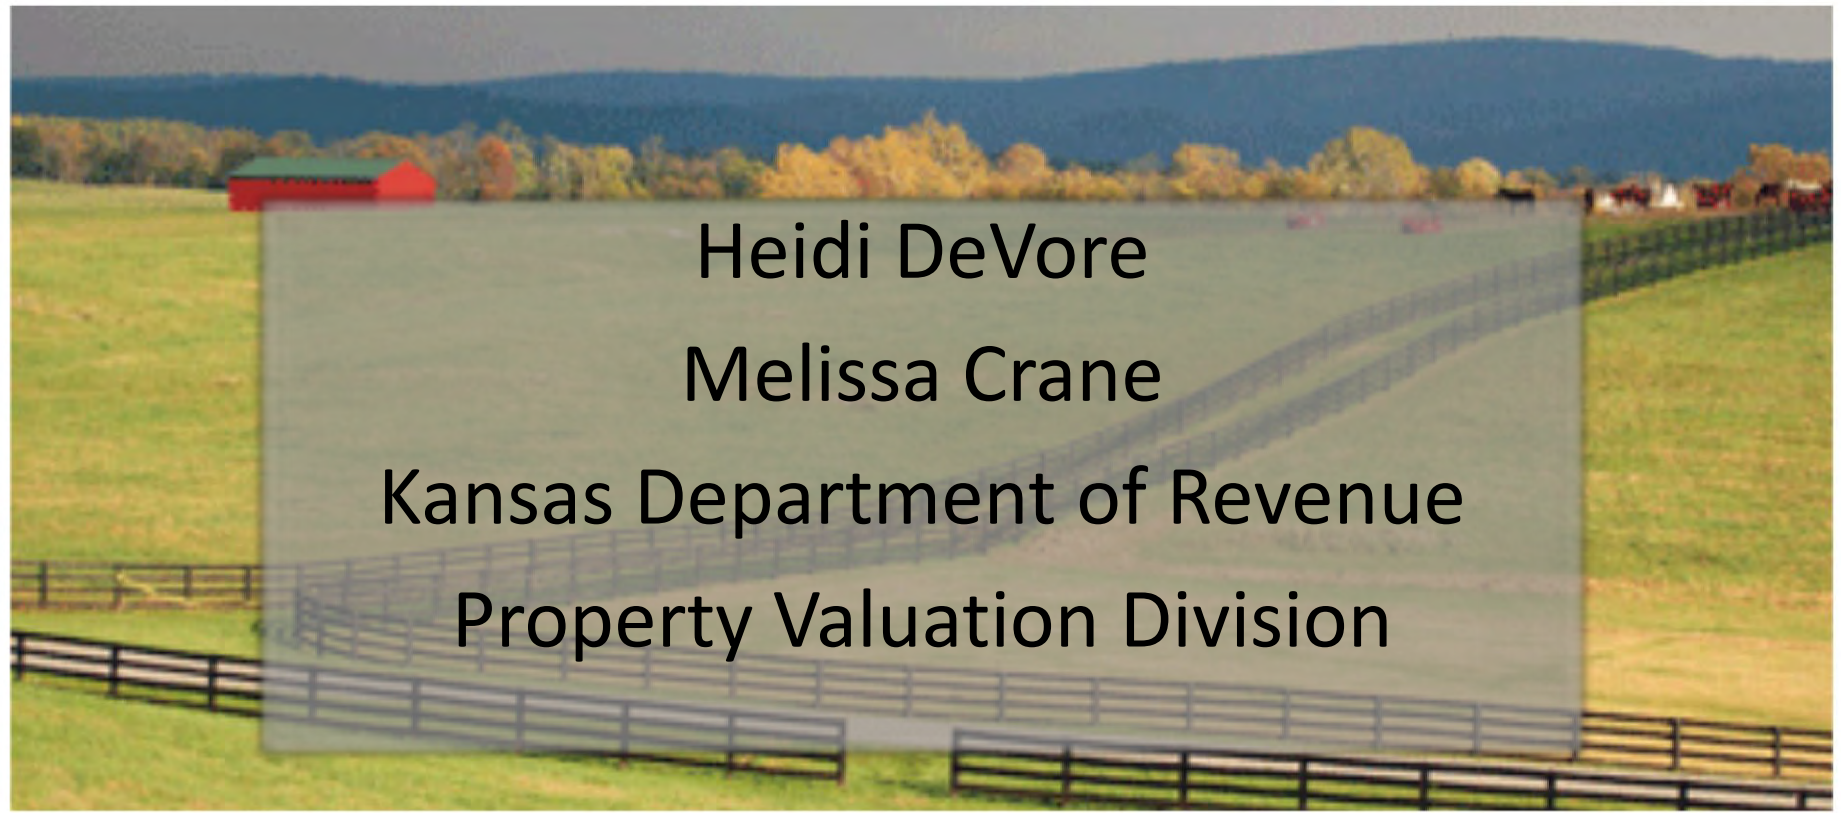 Heidi DeVore
Melissa Crane
Kansas Department of Revenue
Property Valuation Division